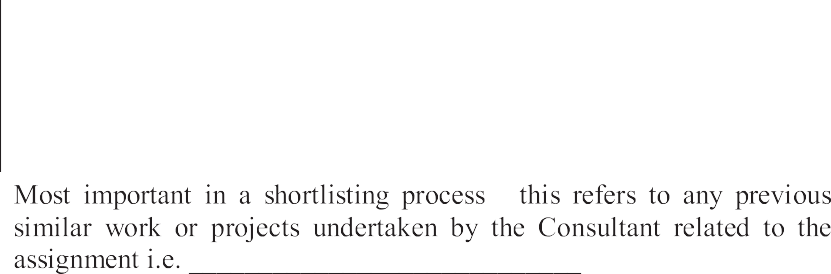 Most important in a shortlisting process this refers to any previous
similar work or projects undertaken by the Consultant related to the
assignment i.e. ____________________________